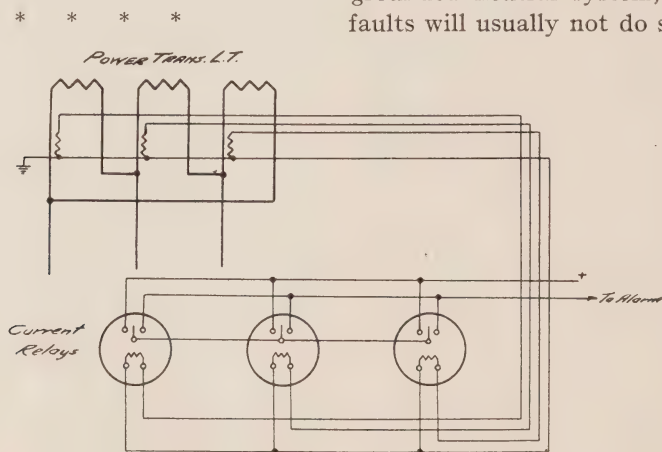 * * * *
faults will usually not do s
POWER TRANS. L.T.
+
To Alarm
Current
Relays